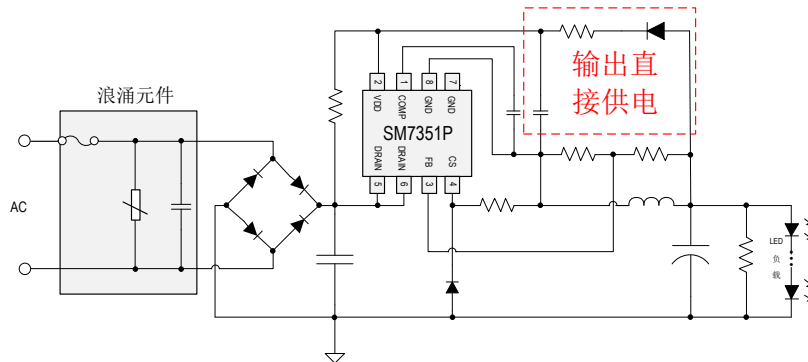 输出直
接供电
浪涌元件
2
1
8
7
VDD
COMP
GND
GND
SM7351P
DRAIN
DRAIN
FB
CS
5
6
3
4
AC
LED
负
载